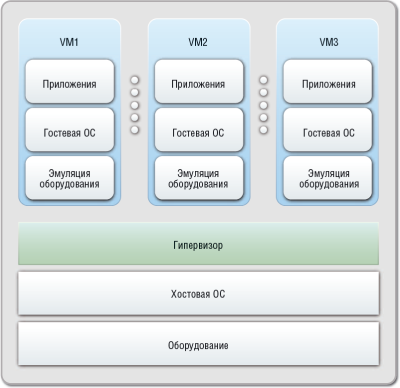 VM1
Приложения
Гостевая ОС
Эмуляция
оборудования
VM2
Приложения
Гостевая ОС
Эмуляция
оборудования
VM3
Приложения
Гостевая ОС
Эмуляция
оборудования
Гипервизор
Хостовая ОС
Оборудование